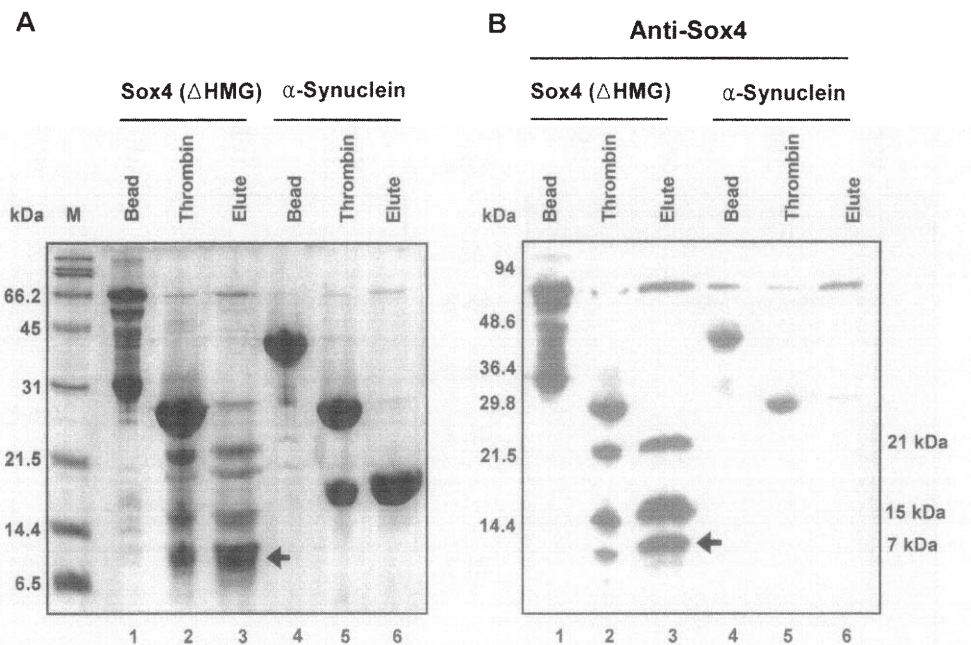 A
Sox4 (△HMG)
α-Synuclein
kDa
M
Bead
Thrombin
Elute
Bead
Thrombin
Elute
66.2
45
31
21.5
14.4
6.5
1 2 3 4 5 6
B
Anti-Sox4
Sox4 (△HMG)
α-Synuclein
kDa
Bead
Thrombin
Elute
Bead
Thrombin
Elute
94
48.6
36.4
29.8
21.5
14.4
21 kDa
15 kDa
7 kDa
1 2 3 4 5 6